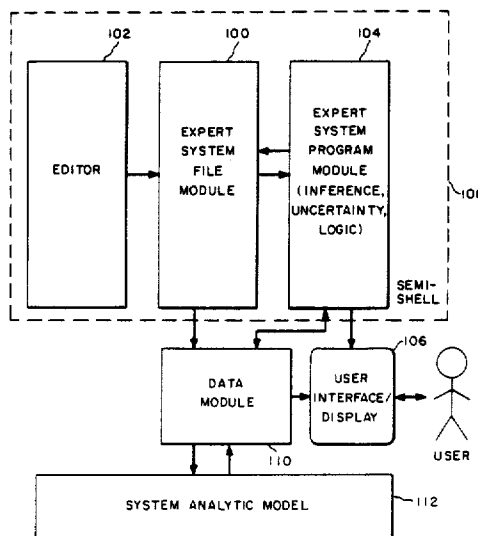 102
100
104
EDITOR
EXPERT
SYSTEM
FILE
MODULE
EXPERT
SYSTEM
PROGRAM
MODULE
(INFERENCE,
UNCERTAINTY,
LOGIC)
SEMI-
SHELL
DATA
MODULE
110
106
USER
INTERFACE/
DISPLAY
USER
SYSTEM ANALYTIC MODEL
112